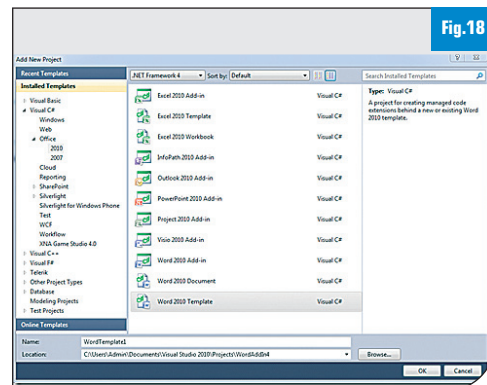 Fig.18
Add New Project
Recent Templates
.NET Framework 4
Sort by: Default
Search Installed Templates
Installed Templates
Visual Basic
Visual C#
Windows
Web
Office
2010
2007
Cloud
Reporting
SharePoint
Silverlight
Silverlight for Windows Phone
Test
WCF
Workflow
XNA Game Studio 4.0
Visual C++
Visual F#
Telerik
Other Project Types
Database
Modeling Projects
Test Projects
Online Templates
Excel 2010 Add-in Visual C#
Excel 2010 Template Visual C#
Excel 2010 Workbook Visual C#
InfoPath 2010 Add-in Visual C#
Outlook 2010 Add-in Visual C#
PowerPoint 2010 Add-in Visual C#
Project 2010 Add-in Visual C#
Visio 2010 Add-in Visual C#
Word 2010 Add-in Visual C#
Word 2010 Document Visual C#
Word 2010 Template Visual C#
Type: Visual C#
A project for creating managed code
extensions behind a new or existing Word
2010 template.
Name: WordTemplate1
Location: C:\Users\Admin\Documents\Visual Studio 2010\Projects\WordAddIn4
Browse...
OK Cancel